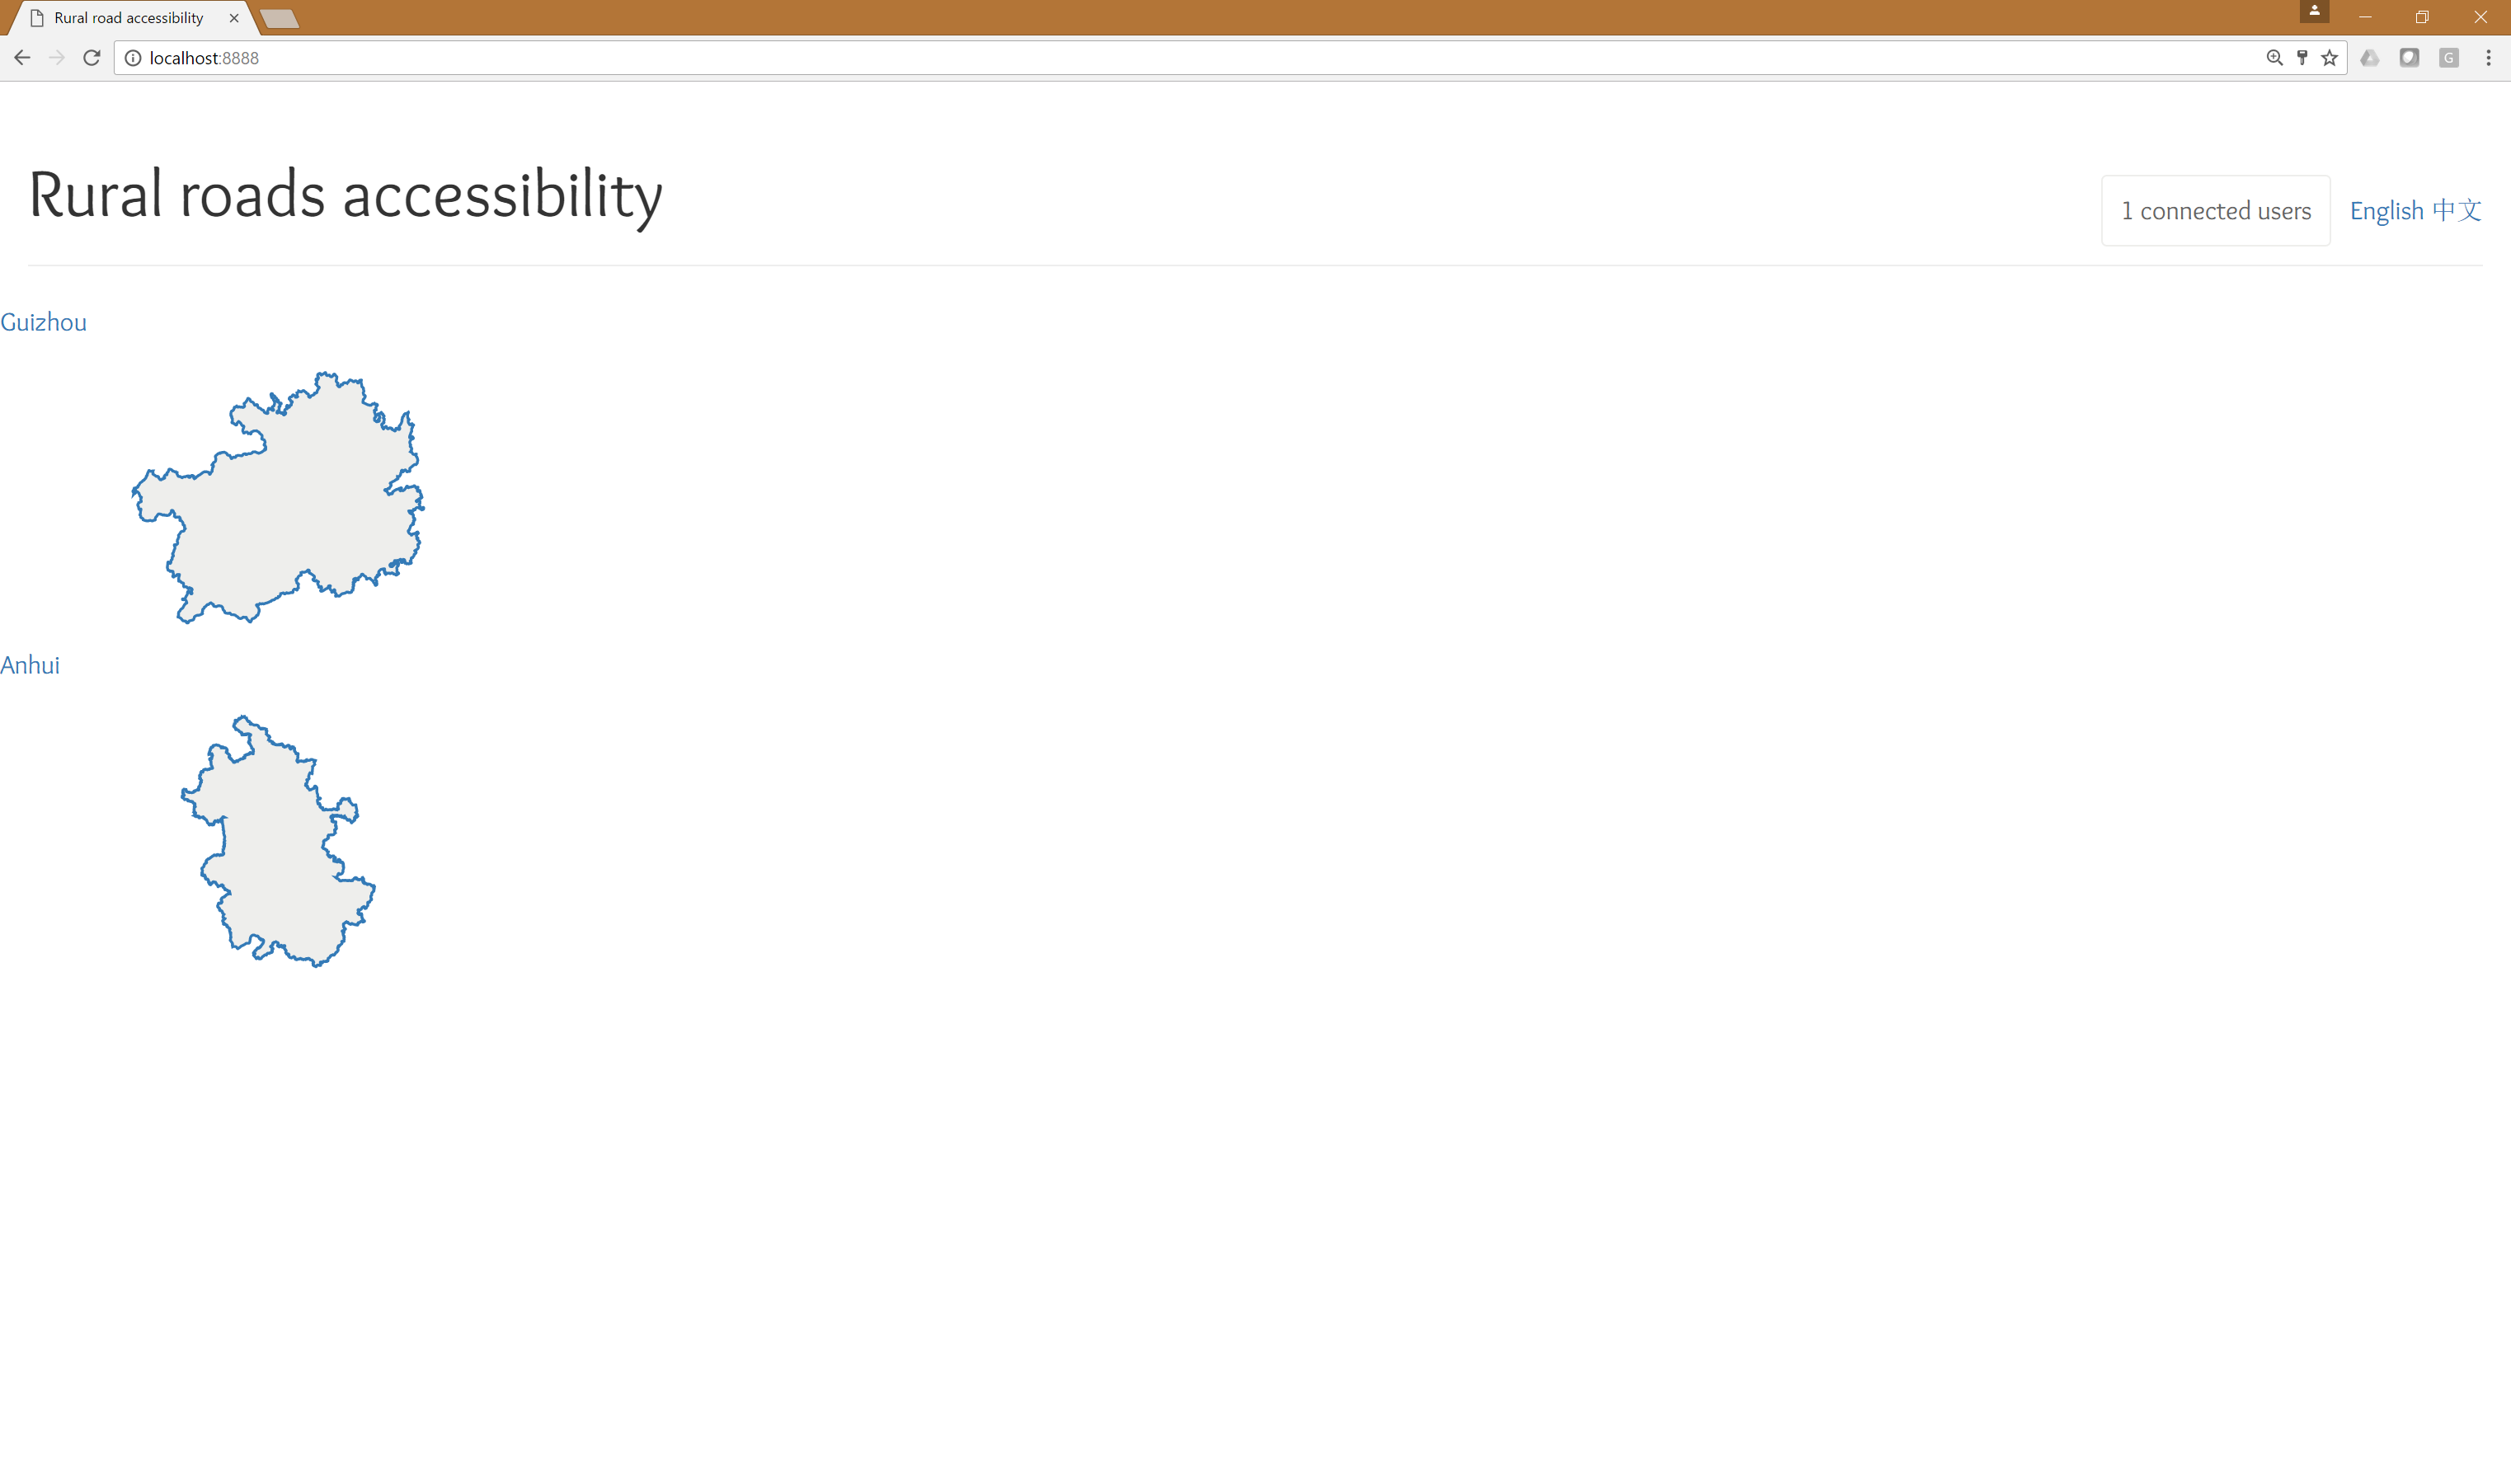 Rural road accessibility
localhost:8888
G
Rural roads accessibility
1 connected users
English 中文
Guizhou
Anhui